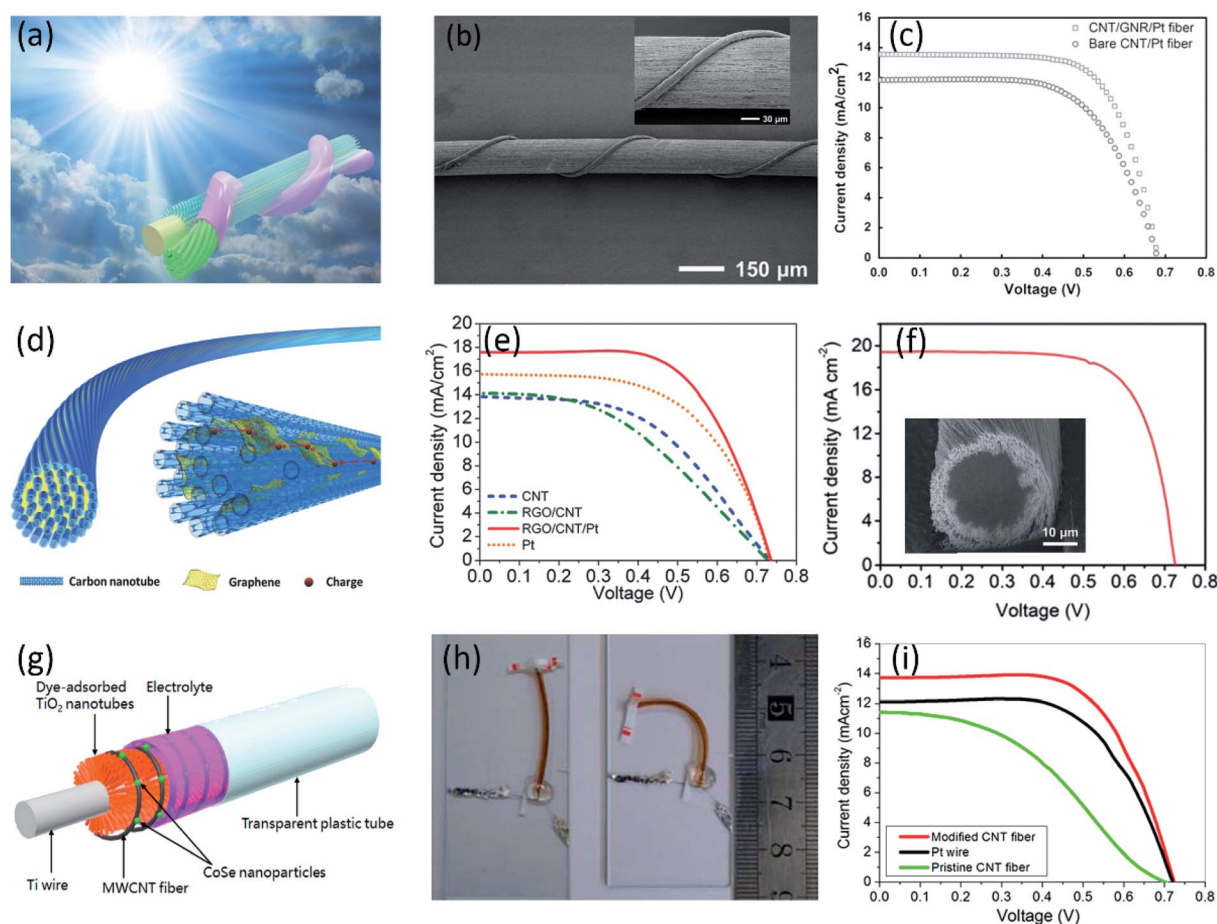 (a)
(b)
30 µm
150 µm
(c)
CNT/GNR/Pt fiber
Bare CNT/Pt fiber
Current density (mA/cm²)
16
14
12
10
8
6
4
2
0
0.0 0.1 0.2 0.3 0.4 0.5 0.6 0.7 0.8
Voltage (V)
(d)
Carbon nanotube
Graphene
Charge
(e)
Current density (mA/cm²)
20
18
16
14
12
10
8
6
4
2
0
CNT
RGO/CNT
RGO/CNT/Pt
Pt
0.0 0.1 0.2 0.3 0.4 0.5 0.6 0.7 0.8
Voltage (V)
(f)
Current density (mA cm⁻²)
20
16
12
8
4
0
10 µm
0.0 0.1 0.2 0.3 0.4 0.5 0.6 0.7 0.8
Voltage (V)
(g)
Dye-adsorbed
TiO₂ nanotubes
Electrolyte
Transparent plastic tube
CoSe nanoparticles
MWCNT fiber
Ti wire
(h)
4
5
6
7
8
(i)
Current density (mAcm⁻²)
16
14
12
10
8
6
4
2
0
Modified CNT fiber
Pt wire
Pristine CNT fiber
0.0 0.1 0.2 0.3 0.4 0.5 0.6 0.7 0.8
Voltage (V)